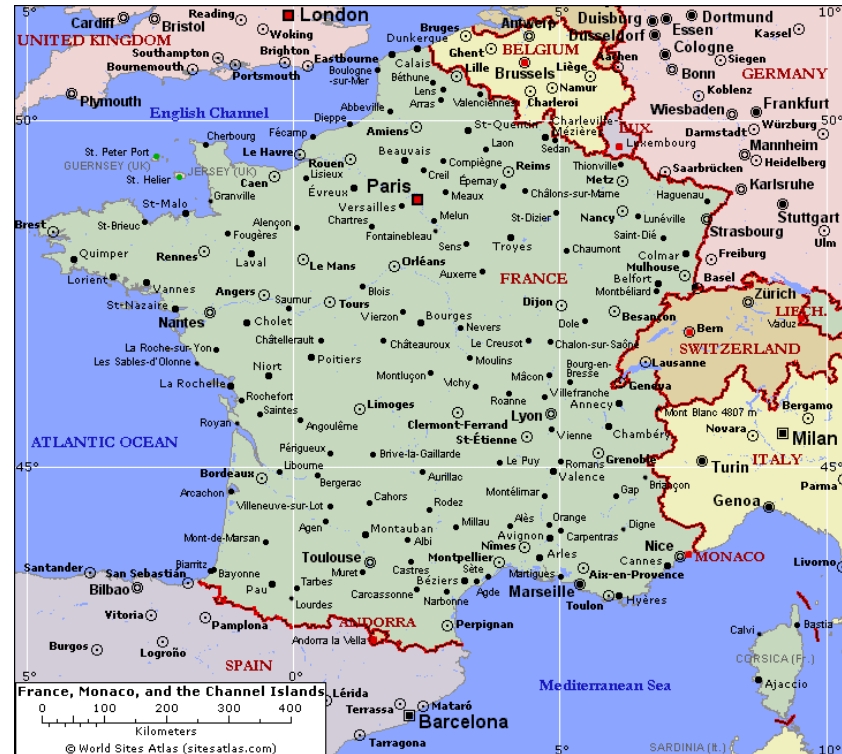 Cardiff
Bristol
Reading
London
Woking
UNITED KINGDOM
Southampton
Brighton
Bournemouth
Portsmouth
Eastbourne
Plymouth
English Channel
50°
Bruges
Antwerp
Duisburg
Dortmund
Essen
Düsseldorf
Kassel
10°
Dunkerque
Ghent
BELGIUM
Cologne
Calais
Lille
Brussels
Liège
Aachen
Bonn
Siegen
Boulogne
-sur-Mer
Béthune
Lens
Arras
Valenciennes
Namur
Charleroi
Koblenz
GERMANY
Wiesbaden
Frankfurt
Abbeville
Dieppe
Amiens
St-Quentin
Charleville-
Mézières
Sedan
LUX.
Luxembourg
Darmstadt
Würzburg
Mannheim
Heidelberg
St. Peter Port
GUERNSEY (UK)
St. Helier
JERSEY (UK)
Cherbourg
Fécamp
Le Havre
Rouen
Beauvais
Laon
Compiègne
Reims
Thionville
Saarbrücken
Caen
Lisieux
Évreux
Creil
Paris
Meaux
Épernay
Châlons-sur-Marne
Metz
Karlsruhe
Haguenau
Granville
St-Malo
Versailles
Melun
St-Dizier
Nancy
Lunéville
Stuttgart
Strasbourg
Brest
St-Brieuc
Fougères
Alençon
Chartres
Fontainebleau
Sens
Troyes
Chaumont
Saint-Dié
Colmar
Freiburg
Ulm
Quimper
Rennes
Laval
Le Mans
Orléans
Auxerre
FRANCE
Mulhouse
Belfort
Basel
Lorient
Vannes
Angers
Saumur
Tours
Blois
Dijon
Montbéliard
Besançon
Zürich
LIECH.
Vaduz
St-Nazaire
Nantes
Cholet
Vierzon
Bourges
Nevers
Dole
Bern
SWITZERLAND
La Roche-sur-Yon
Les Sables-d'Olonne
Châtellerault
Poitiers
Châteauroux
Le Creusot
Chalon-sur-Saône
Moulins
Lausanne
La Rochelle
Niort
Montluçon
Vichy
Mâcon
Bourg-en-
Bresse
Geneva
Rochefort
Saintes
Limoges
Roanne
Villefranche
Annecy
Mont Blanc 4807 m
Bergamo
Royan
Angoulême
Clermont-Ferrand
Lyon
St-Étienne
Vienne
Chambéry
Novara
Milan
ATLANTIC OCEAN
Périgueux
Brive-la-Gaillarde
Le Puy
Romans
Grenoble
Turin
ITALY
45°
45°
Bordeaux
Libourne
Bergerac
Aurillac
Valence
Briançon
Parma
Arcachon
Villeneuve-sur-Lot
Cahors
Rodez
Montélimar
Gap
Genoa
Mont-de-Marsan
Agen
Montauban
Albi
Millau
Alès
Orange
Avignon
Carpentras
Digne
Santander
San Sebastian
Biarritz
Bayonne
Toulouse
Muret
Castres
Montpellier
Nîmes
Arles
Cannes
Nice
MONACO
Livorno
Bilbao
Pau
Tarbes
Lourdes
Carcassonne
Béziers
Sète
Agde
Narbonne
Martigues
Aix-en-Provence
Marseille
Toulon
Hyères
Vitoria
Pamplona
Burgos
Logroño
Andorra la Vella
ANDORRA
Perpignan
Calvi
Bastia
CORSICA (Fr.)
Ajaccio
SPAIN
5°
0°
5°
Mediterranean Sea
Lérida
Terrassa
Mataró
Barcelona
Tarragona
SARDINIA (It.)
10°
France, Monaco, and the Channel Islands
0 100 200 300 400
Kilometers
© World Sites Atlas (sitesatlas.com)